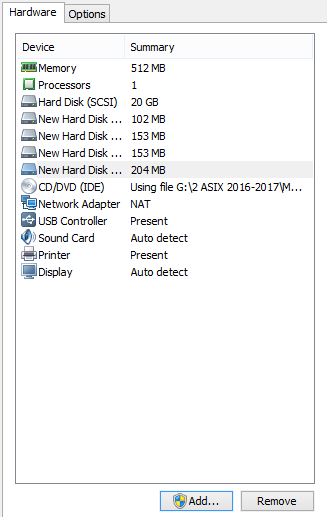 Hardware Options
Device Summary
Memory 512 MB
Processors 1
Hard Disk (SCSI) 20 GB
New Hard Disk ... 102 MB
New Hard Disk ... 153 MB
New Hard Disk ... 153 MB
New Hard Disk ... 204 MB
CD/DVD (IDE) Using file G:\2 ASIX 2016-2017\M...
Network Adapter NAT
USB Controller Present
Sound Card Auto detect
Printer Present
Display Auto detect
Add... Remove